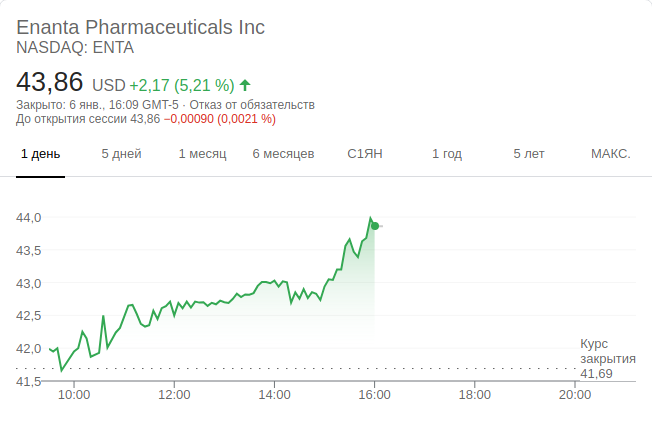 Enanta Pharmaceuticals Inc
NASDAQ: ENTA
43,86 USD +2,17 (5,21 %)
Закрыто: 6 янв., 16:09 GMT-5 · Отказ от обязательств
До открытия сессии 43,86 −0,00090 (0,0021 %)
1 день 5 дней 1 месяц 6 месяцев С1ЯН 1 год 5 лет МАКС.
44,0
43,5
43,0
42,5
42,0
41,5
Курс
закрытия
41,69
10:00 12:00 14:00 16:00 18:00 20:00